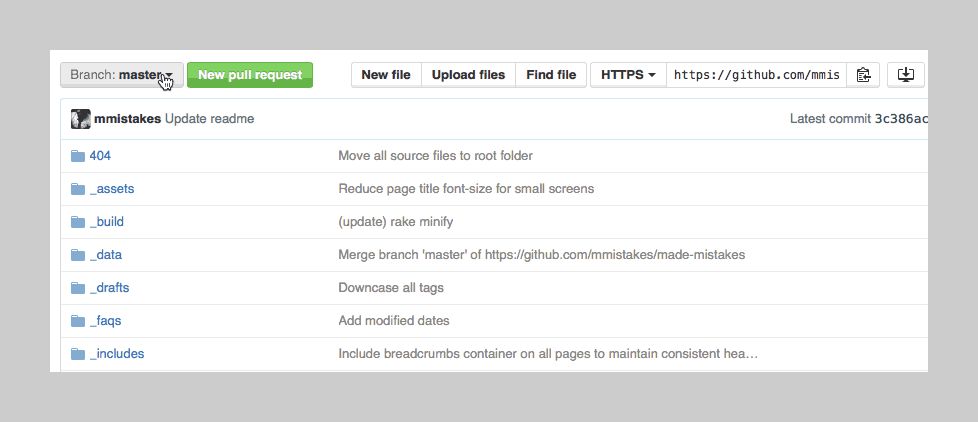 Branch: master New pull request New file Upload files Find file HTTPS https://github.com/mmis
mmistakes Update readme Latest commit 3c386ac
404 Move all source files to root folder
_assets Reduce page title font-size for small screens
_build (update) rake minify
_data Merge branch 'master' of https://github.com/mmistakes/made-mistakes
_drafts Downcase all tags
_faqs Add modified dates
_includes Include breadcrumbs container on all pages to maintain consistent hea…